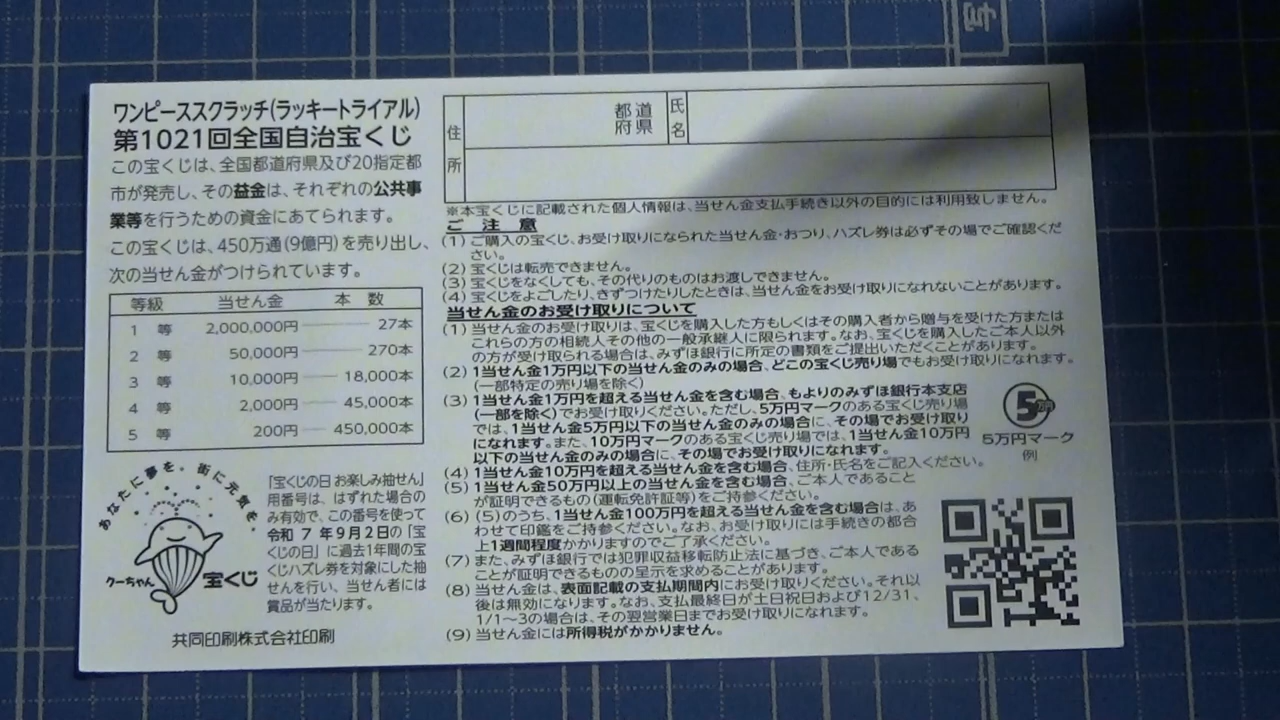 ワンピーススクラッチ(ラッキートライアル)
第1021回全国自治宝くじ
この宝くじは、全国都道府県及び20指定都
市が発売し、その益金は、それぞれの公共事
業等を行うための資金にあてられます。
この宝くじは、450万通(9億円)を売り出し、
次の当せん金がつけられています。
等級 当せん金 本 数
1 等 2,000,000円 27本
2 等 50,000円 270本
3 等 10,000円 18,000本
4 等 2,000円 45,000本
5 等 200円 450,000本
あなたに夢を。街に元気を。
クーちゃん 宝くじ
「宝くじの日 お楽しみ抽せん」
用番号は、はずれた場合の
み有効で、この番号を使って
令和 7 年9月2日の「宝
くじの日」に過去1年間の宝
くじハズレ券を対象にした抽
せんを行い、当せん者には
賞品が当たります。
共同印刷株式会社印刷
住所
都道
府県
氏名
※本宝くじに記載された個人情報は、当せん金支払手続き以外の目的には利用致しません。
ご 注 意
(1) ご購入の宝くじ、お受け取りになられた当せん金・おつり、ハズレ券は必ずその場でご確認くだ
さい。
(2) 宝くじは転売できません。
(3) 宝くじをなくしても、その代りのものはお渡しできません。
(4) 宝くじをよごしたり、きずつけたりしたときは、当せん金をお受け取りになれないことがあります。
当せん金のお受け取りについて
(1) 当せん金のお受け取りは、宝くじを購入した方もしくはその購入者から贈与を受けた方または
これらの方の相続人その他の一般承継人に限られます。なお、宝くじを購入したご本人以外
の方が受け取られる場合は、みずほ銀行に所定の書類をご提出いただくことがあります。
(2) 1当せん金1万円以下の当せん金のみの場合、どこの宝くじ売り場でもお受け取りになれます。
(一部特定の売り場を除く)
(3) 1当せん金1万円を超える当せん金を含む場合、もよりのみずほ銀行本支店
(一部を除く)でお受け取りください。ただし、5万円マークのある宝くじ売り場
では、1当せん金5万円以下の当せん金のみの場合に、その場でお受け取り
になれます。また、10万円マークのある宝くじ売り場では、1当せん金10万円
以下の当せん金のみの場合に、その場でお受け取りになれます。
(4) 1当せん金10万円を超える当せん金を含む場合、住所・氏名をご記入ください。
(5) 1当せん金50万円以上の当せん金を含む場合、ご本人であること
が証明できるもの(運転免許証等)をご持参ください。
(6) (5)のうち、1当せん金100万円を超える当せん金を含む場合は、あ
わせて印鑑をご持参ください。なお、お受け取りには手続きの都合
上1週間程度かかりますのでご了承ください。
(7) また、みずほ銀行では犯罪収益移転防止法に基づき、ご本人である
ことが証明できるものの呈示を求めることがあります。
(8) 当せん金は、表面記載の支払期間内にお受け取りください。それ以
後は無効になります。なお、支払最終日が土日祝日および12/31、
1/1～3の場合は、その翌営業日までお受け取りになれます。
(9) 当せん金には所得税がかかりません。
5万円
5万円マーク
例